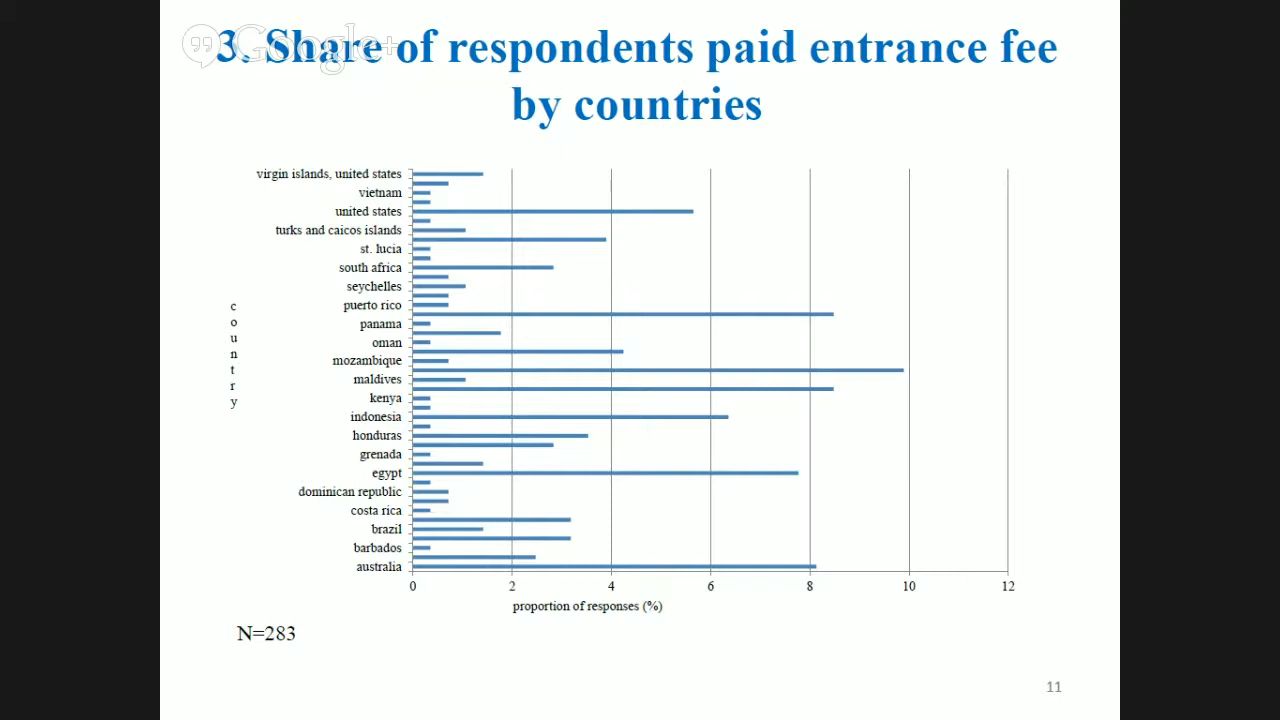 3. Share of respondents paid entrance fee
by countries
Google+
virgin islands, united states
vietnam
united states
turks and caicos islands
st. lucia
south africa
seychelles
puerto rico
panama
oman
mozambique
maldives
kenya
indonesia
honduras
grenada
egypt
dominican republic
costa rica
brazil
barbados
australia
country
0 2 4 6 8 10 12
proportion of responses (%)
N=283
11